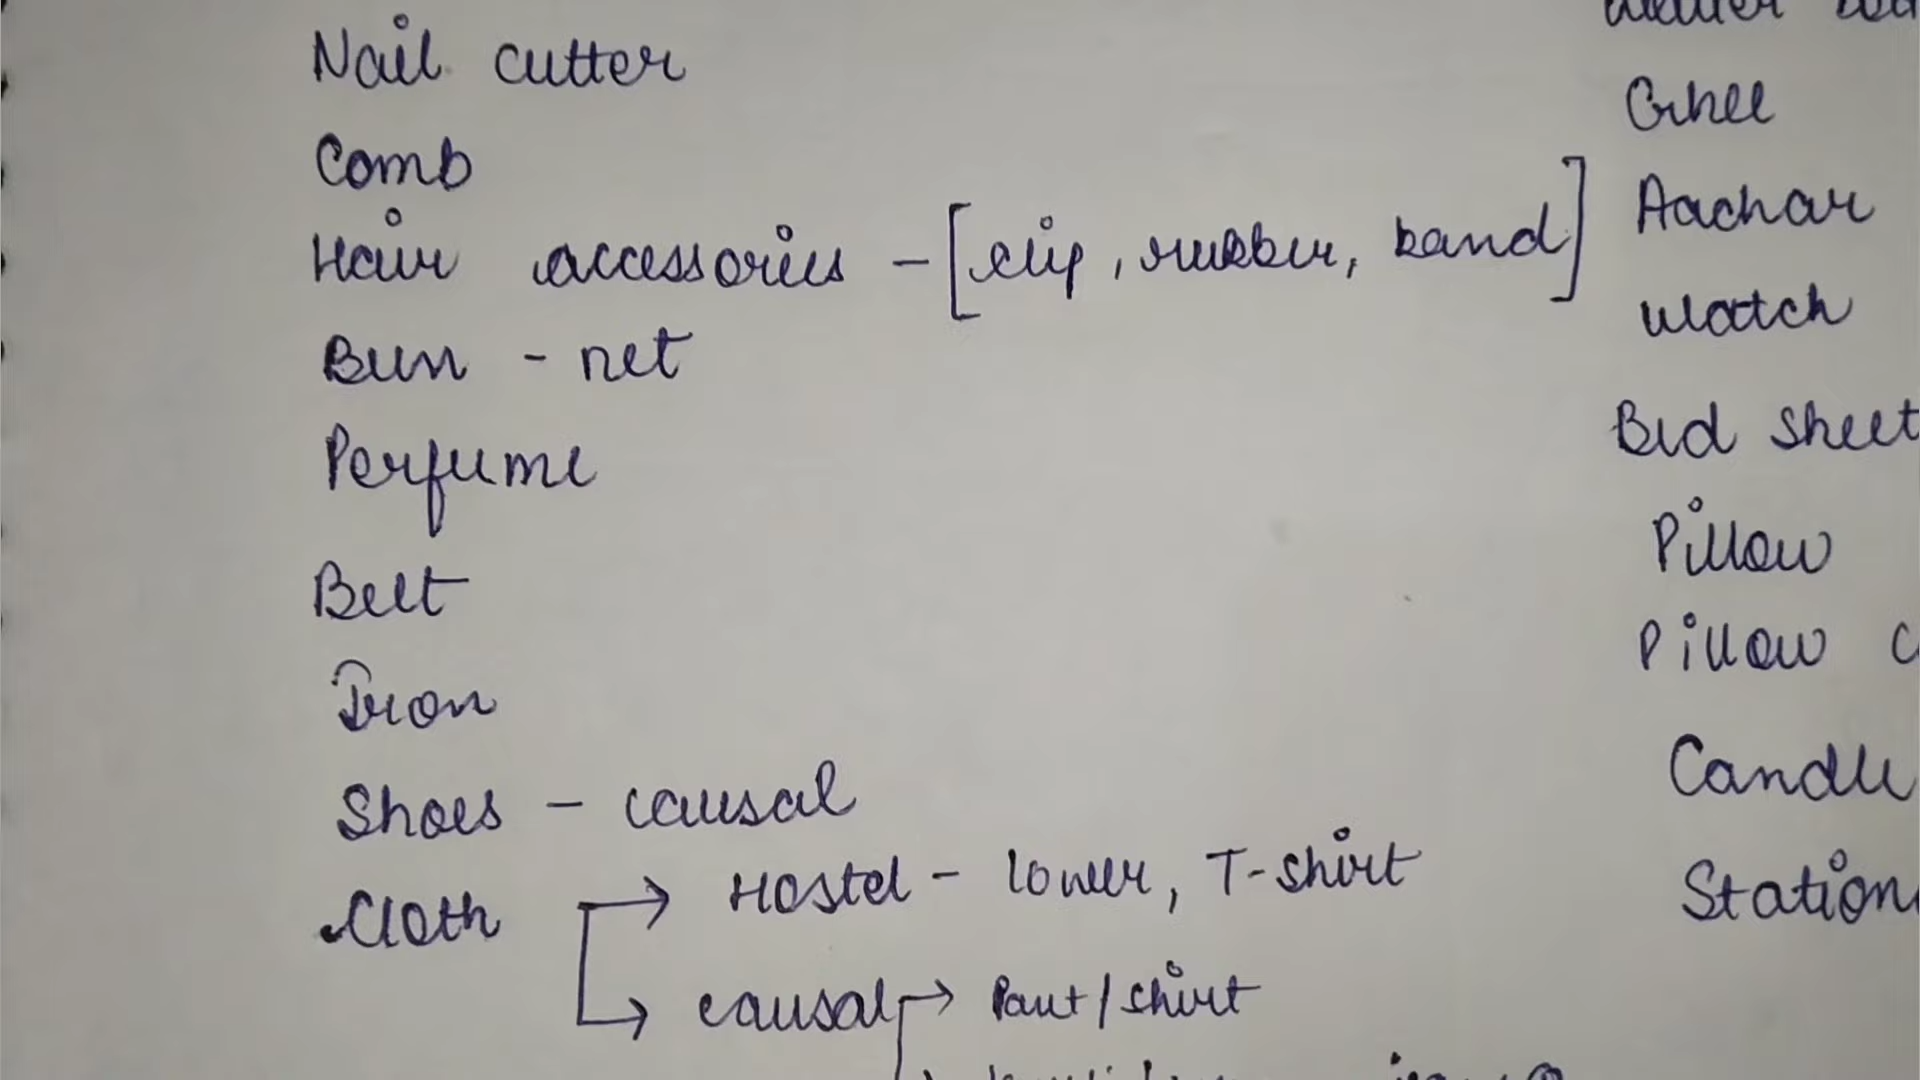 Nail cutter
Comb
Hair accessories - [clip, rubber, band]
Bun - net
Perfume
Belt
Iron
Shoes - causal
Cloth → Hostel - lower, T-shirt
→ causal → Pant/shirt
Ghee
Aachar
Watch
Bed sheet
Pillow
Pillow
Candle
Station